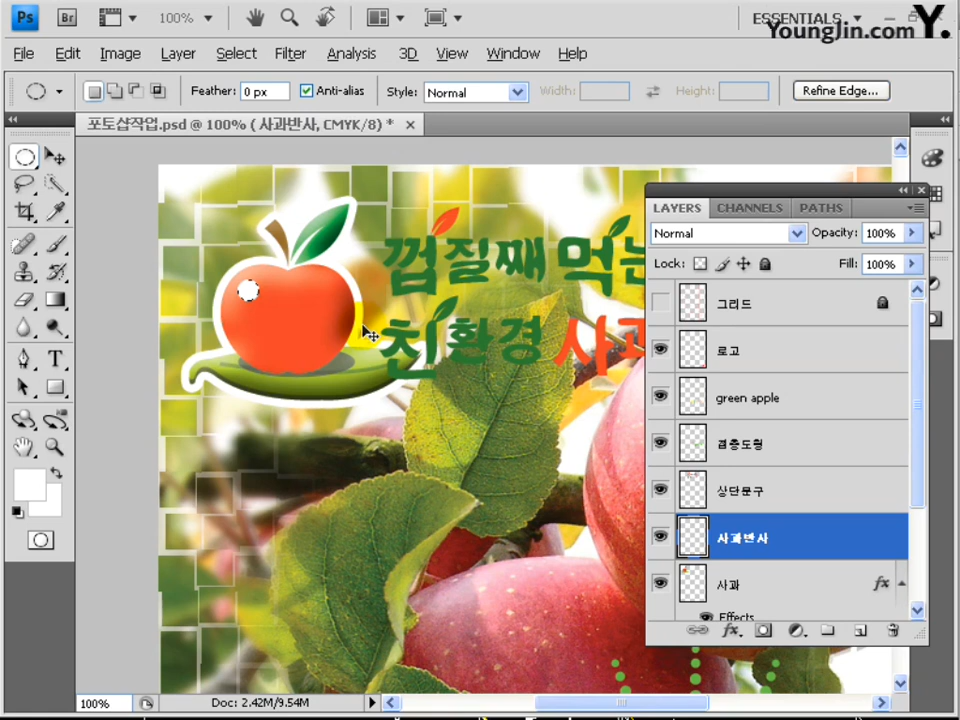 Ps Br 100% ESSENTIALS
YoungJin.com Y.
File Edit Image Layer Select Filter Analysis 3D View Window Help
Feather: 0 px Anti-alias Style: Normal Width: Height: Refine Edge...
포토샵작업.psd @ 100% ( 사과반사, CMYK/8) *
껍질째 먹는
친환경 사과
LAYERS CHANNELS PATHS
Normal Opacity: 100%
Lock: Fill: 100%
그리드
로고
green apple
겹층도형
상단문구
사과반사
사과 fx
Effects
fx
T
100% Doc: 2.42M/9.54M